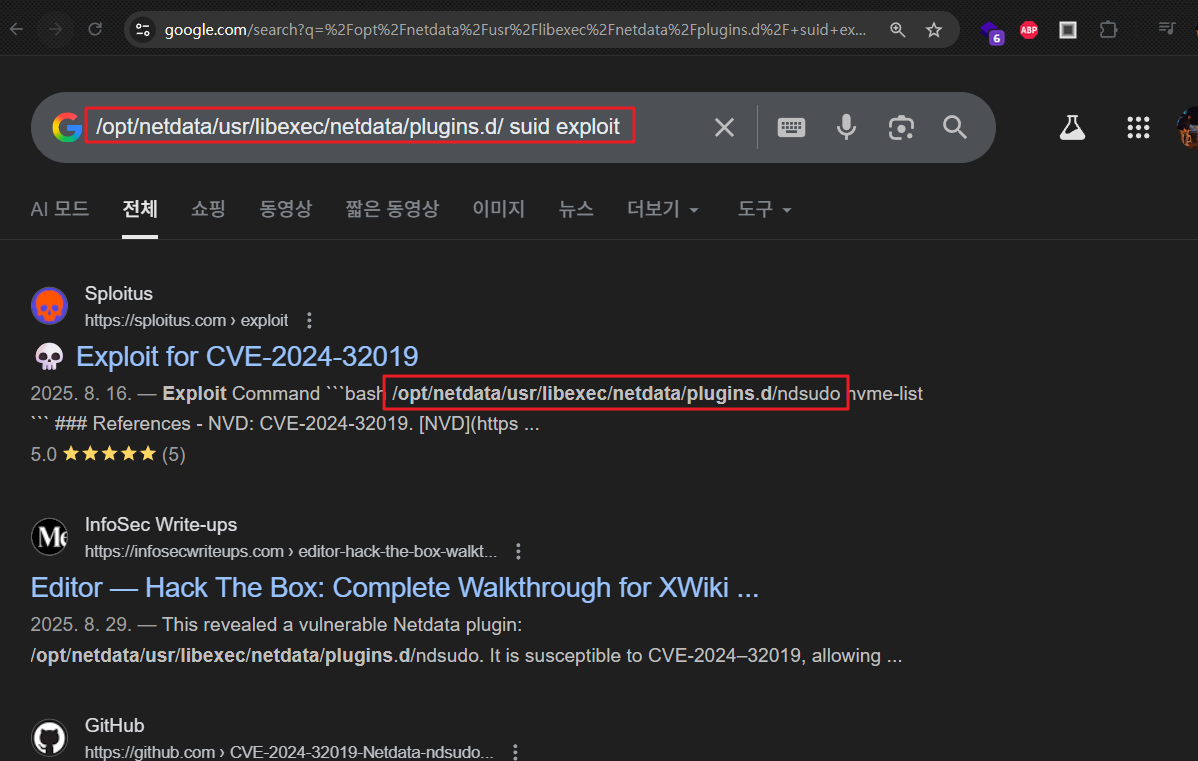 google.com/search?q=%2Fopt%2Fnetdata%2Fusr%2Flibexec%2Fnetdata%2Fplugins.d%2F+suid+ex...
6
ABP
/opt/netdata/usr/libexec/netdata/plugins.d/ suid exploit
AI 모드 전체 쇼핑 동영상 짧은 동영상 이미지 뉴스 더보기 도구
Sploitus
https://sploitus.com › exploit
Exploit for CVE-2024-32019
2025. 8. 16. — Exploit Command ```bash /opt/netdata/usr/libexec/netdata/plugins.d/ndsudo nvme-list
``` ### References - NVD: CVE-2024-32019. [NVD](https ...
5.0 ★★★★★ (5)
InfoSec Write-ups
https://infosecwriteups.com › editor-hack-the-box-walkt...
Editor — Hack The Box: Complete Walkthrough for XWiki ...
2025. 8. 29. — This revealed a vulnerable Netdata plugin:
/opt/netdata/usr/libexec/netdata/plugins.d/ndsudo. It is susceptible to CVE-2024–32019, allowing ...
GitHub
https://github.com › CVE-2024-32019-Netdata-ndsudo...